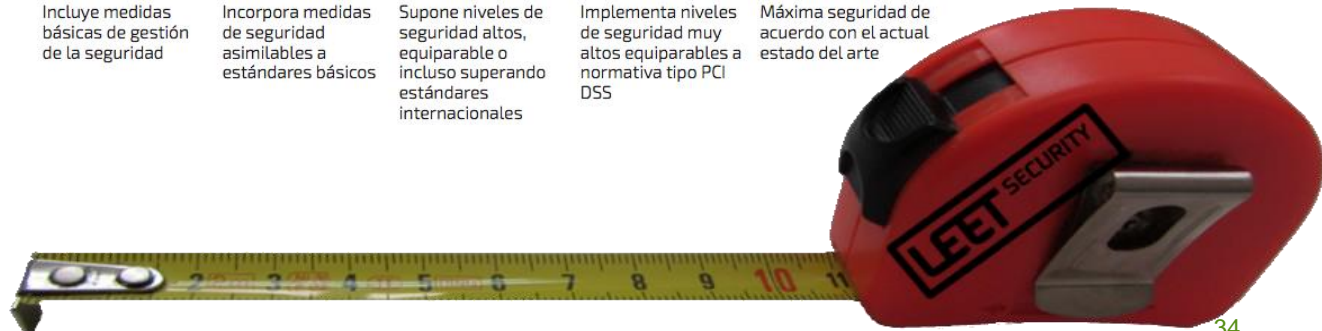 Incluye medidas
básicas de gestión
de la seguridad
Incorpora medidas
de seguridad
asimilables a
estándares básicos
Supone niveles de
seguridad altos,
equiparable o
incluso superando
estándares
internacionales
Implementa niveles
de seguridad muy
altos equiparables a
normativa tipo PCI
DSS
Máxima seguridad de
acuerdo con el actual
estado del arte
LEET SECURITY
2 3 4 5 6 7 8 9 10 11
34